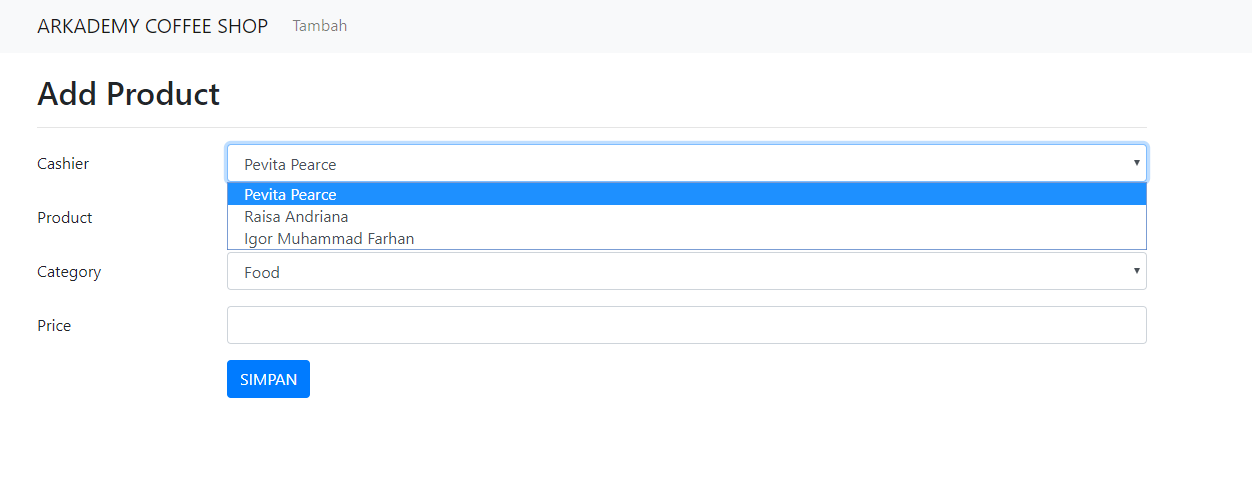 ARKADEMY COFFEE SHOP Tambah
Add Product
Cashier Pevita Pearce
Pevita Pearce
Product Raisa Andriana
Igor Muhammad Farhan
Category Food
Price
SIMPAN